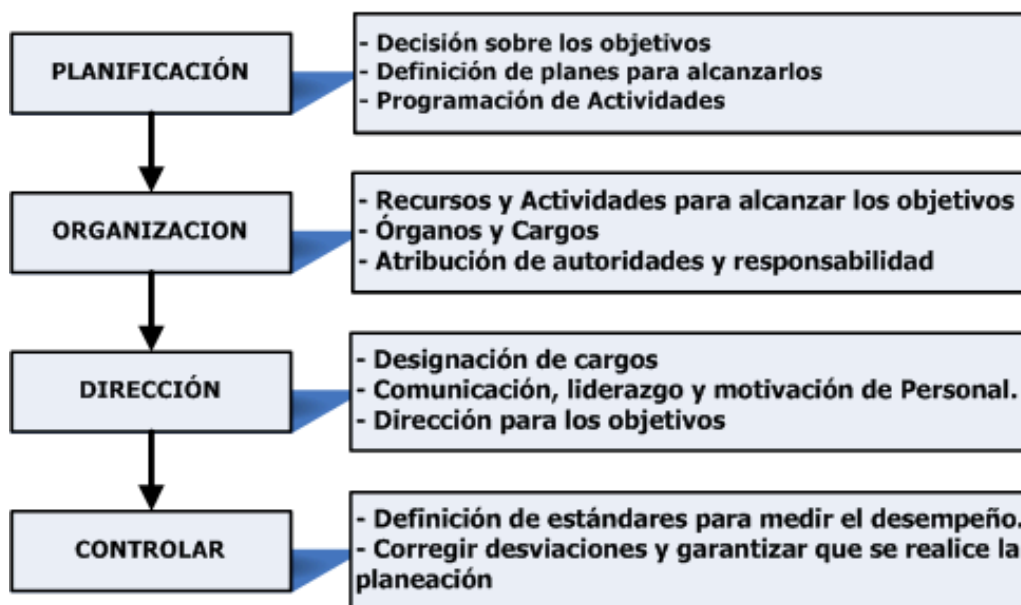 PLANIFICACIÓN
- Decisión sobre los objetivos
- Definición de planes para alcanzarlos
- Programación de Actividades
ORGANIZACION
- Recursos y Actividades para alcanzar los objetivos
- Órganos y Cargos
- Atribución de autoridades y responsabilidad
DIRECCIÓN
- Designación de cargos
- Comunicación, liderazgo y motivación de Personal.
- Dirección para los objetivos
CONTROLAR
- Definición de estándares para medir el desempeño.
- Corregir desviaciones y garantizar que se realice la
planeación